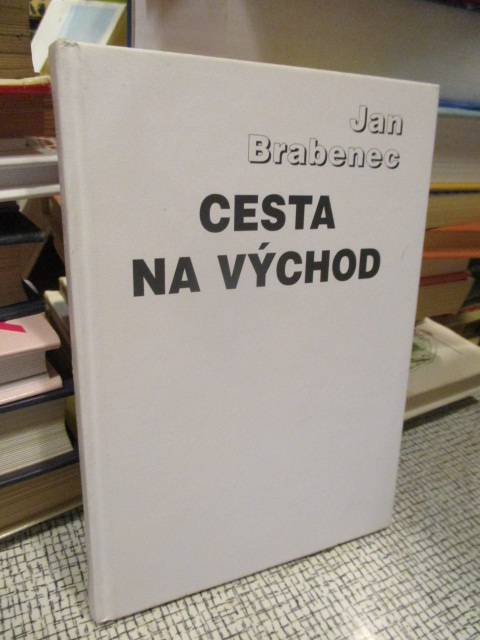 Jan
Brabenec
CESTA
NA VÝCHOD